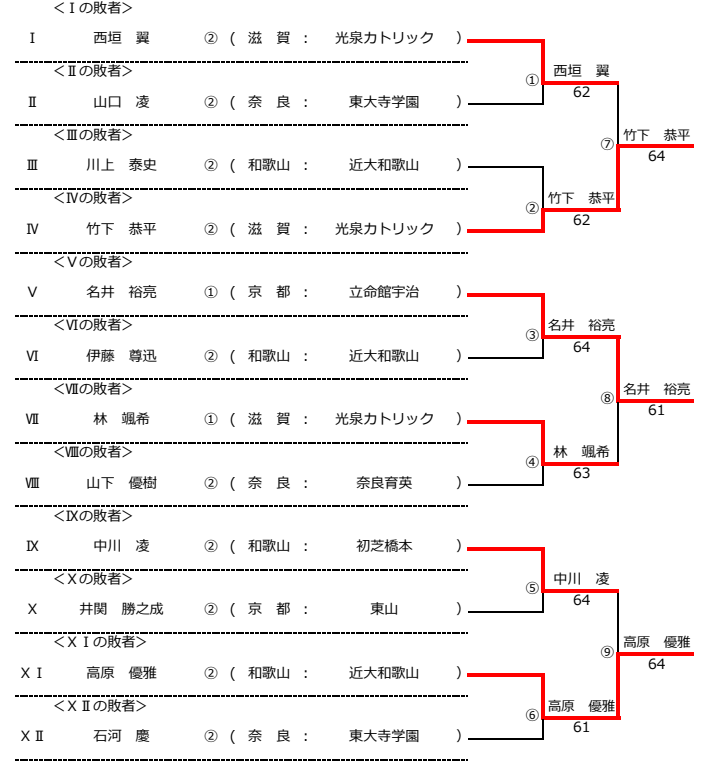 ＜Ⅰの敗者＞
Ⅰ 西垣 翼 ② ( 滋 賀 : 光泉カトリック )
① 西垣 翼
62
＜Ⅱの敗者＞
Ⅱ 山口 凌 ② ( 奈 良 : 東大寺学園 )
＜Ⅲの敗者＞
⑦ 竹下 恭平
64
Ⅲ 川上 泰史 ② ( 和歌山 : 近大和歌山 )
＜Ⅳの敗者＞
② 竹下 恭平
62
Ⅳ 竹下 恭平 ② ( 滋 賀 : 光泉カトリック )
＜Ⅴの敗者＞
Ⅴ 名井 裕亮 ① ( 京 都 : 立命館宇治 )
＜Ⅵの敗者＞
③ 名井 裕亮
64
Ⅵ 伊藤 尊迅 ② ( 和歌山 : 近大和歌山 )
＜Ⅶの敗者＞
⑧ 名井 裕亮
61
Ⅶ 林 颯希 ① ( 滋 賀 : 光泉カトリック )
＜Ⅷの敗者＞
④ 林 颯希
63
Ⅷ 山下 優樹 ② ( 奈 良 : 奈良育英 )
＜Ⅸの敗者＞
Ⅸ 中川 凌 ② ( 和歌山 : 初芝橋本 )
＜Ⅹの敗者＞
⑤ 中川 凌
64
Ⅹ 井関 勝之成 ② ( 京 都 : 東山 )
＜ⅩⅠの敗者＞
⑨ 高原 優雅
64
ⅩⅠ 高原 優雅 ② ( 和歌山 : 近大和歌山 )
＜ⅩⅡの敗者＞
⑥ 高原 優雅
61
ⅩⅡ 石河 慶 ② ( 奈 良 : 東大寺学園 )